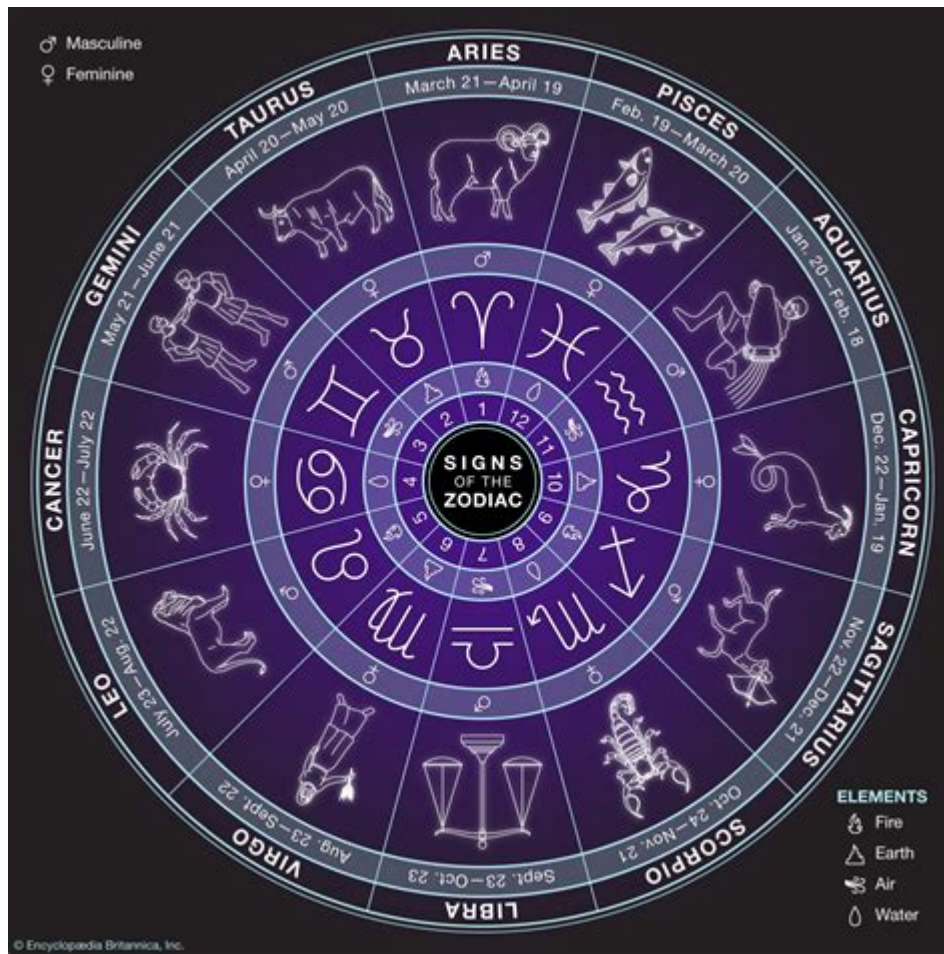 ♂ Masculine
♀ Feminine
ARIES
March 21—April 19
TAURUS
April 20—May 20
GEMINI
May 21—June 21
CANCER
June 22—July 22
LEO
July 23—Aug. 22
VIRGO
Aug. 23—Sept. 22
LIBRA
Sept. 23—Oct. 23
SCORPIO
Oct. 24—Nov. 21
SAGITTARIUS
Nov. 22—Dec. 21
CAPRICORN
Dec. 22—Jan. 19
AQUARIUS
Jan. 20—Feb. 18
PISCES
Feb. 19—March 20
1
2
3
4
5
6
7
8
9
10
11
12
SIGNS
OF THE
ZODIAC
ELEMENTS
Fire
Earth
Air
Water
© Encyclopædia Britannica, Inc.